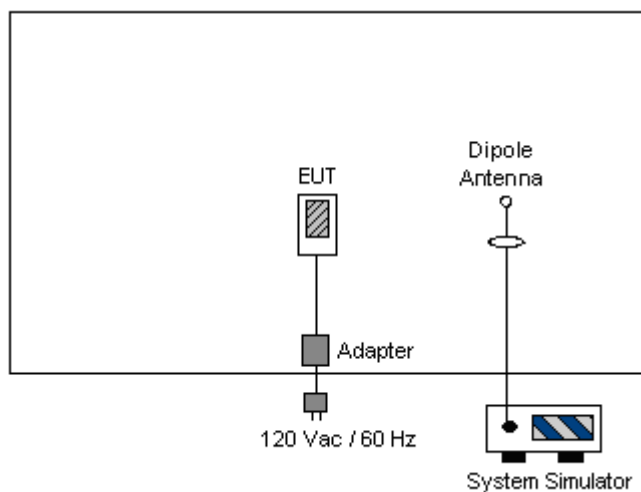 Dipole
Antenna
EUT
Adapter
120 Vac / 60 Hz
System Simulator